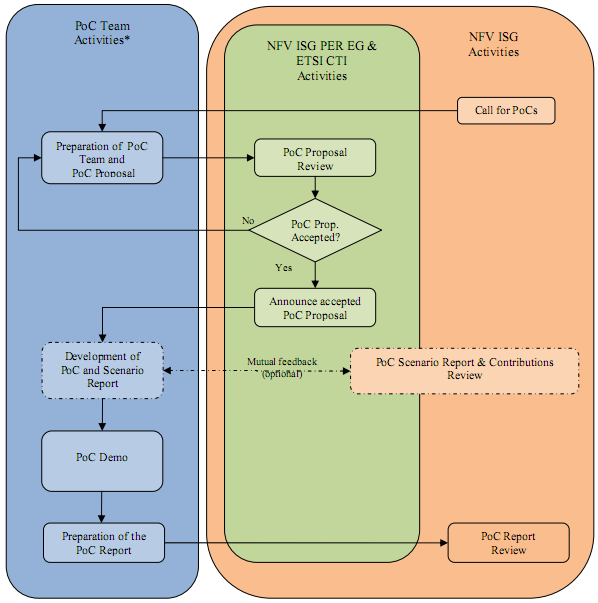 PoC Team
Activities*
NFV ISG PER EG &
ETSI CTI
Activities
NFV ISG
Activities
Call for PoCs
Preparation of PoC
Team and
PoC Proposal
PoC Proposal
Review
No
PoC Prop.
Accepted?
Yes
Announce accepted
PoC Proposal
Development of
PoC and Scenario
Report
Mutual feedback
(optional)
PoC Scenario Report & Contributions
Review
PoC Demo
Preparation of the
PoC Report
PoC Report
Review